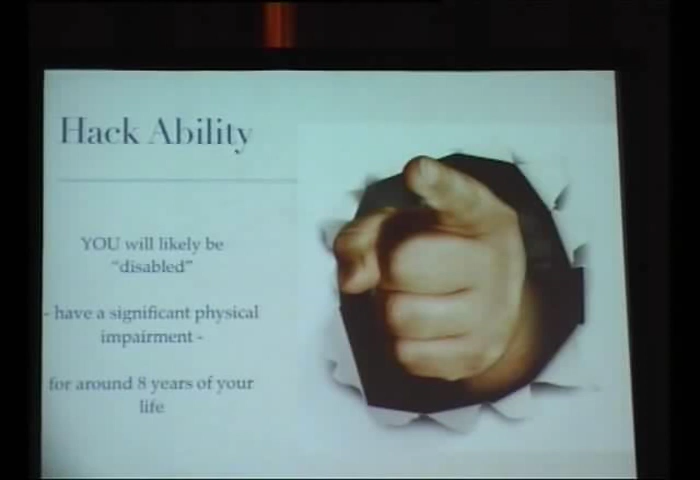 Hack Ability
YOU will likely be
“disabled”
- have a significant physical
impairment -
for around 8 years of your
life